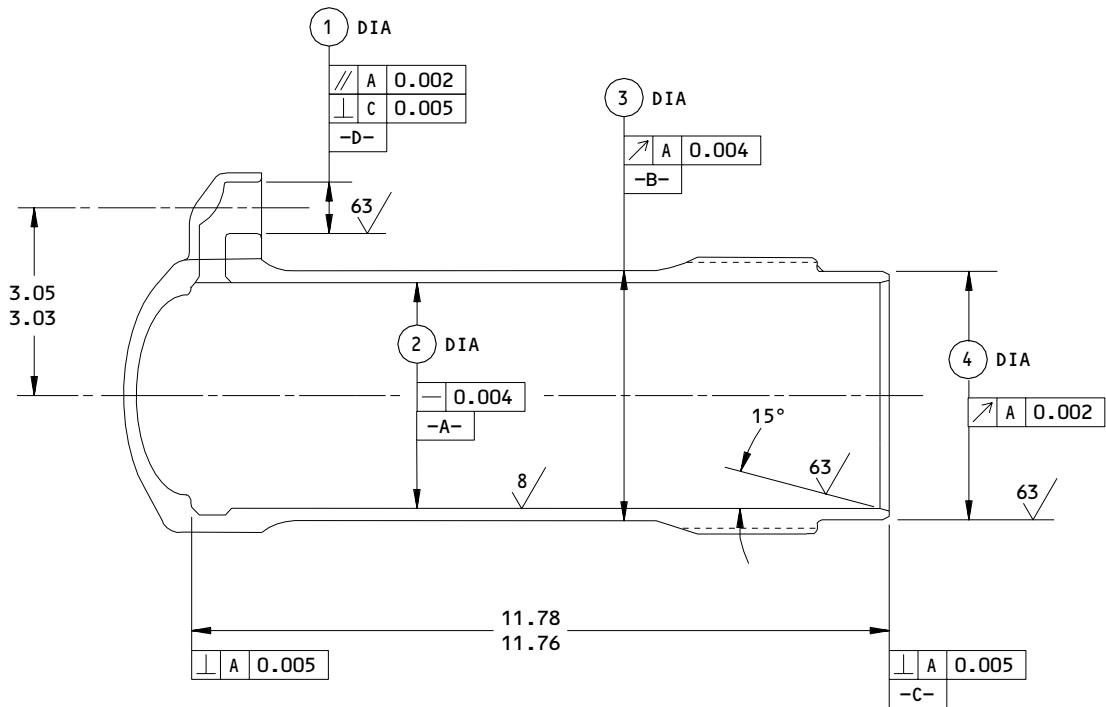 1 DIA
// A 0.002
⊥ C 0.005
-D-
3 DIA
↗ A 0.004
-B-
63
3.05
3.03
2 DIA
— 0.004
-A-
4 DIA
↗ A 0.002
15°
8
63
63
11.78
11.76
⊥ A 0.005
⊥ A 0.005
-C-